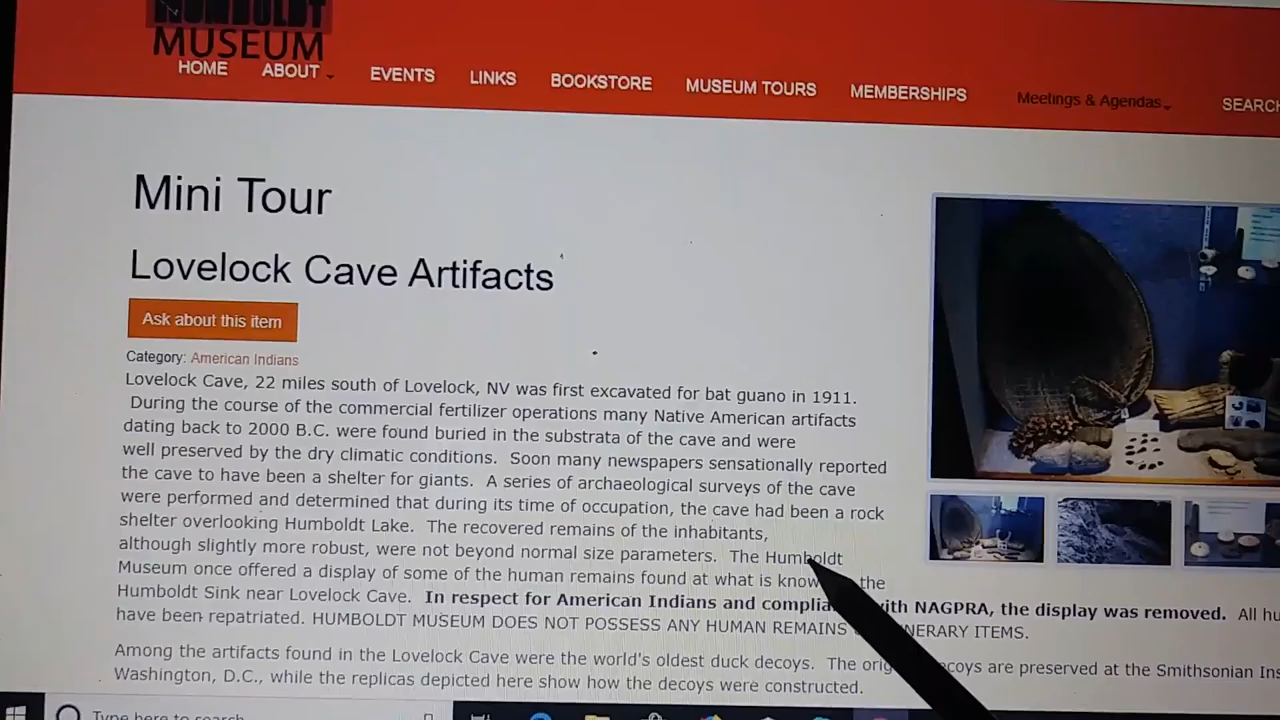 HUMBOLDT
MUSEUM
HOME ABOUT EVENTS LINKS BOOKSTORE MUSEUM TOURS MEMBERSHIPS Meetings & Agendas SEARC
Mini Tour
Lovelock Cave Artifacts
Ask about this item
Category: American Indians
Lovelock Cave, 22 miles south of Lovelock, NV was first excavated for bat guano in 1911.
During the course of the commercial fertilizer operations many Native American artifacts
dating back to 2000 B.C. were found buried in the substrata of the cave and were
well preserved by the dry climatic conditions. Soon many newspapers sensationally reported
the cave to have been a shelter for giants. A series of archaeological surveys of the cave
were performed and determined that during its time of occupation, the cave had been a rock
shelter overlooking Humboldt Lake. The recovered remains of the inhabitants,
although slightly more robust, were not beyond normal size parameters. The Humboldt
Museum once offered a display of some of the human remains found at what is know the
Humboldt Sink near Lovelock Cave. In respect for American Indians and complia with NAGPRA, the display was removed. All hu
have been repatriated. HUMBOLDT MUSEUM DOES NOT POSSESS ANY HUMAN REMAINS NERARY ITEMS.
Among the artifacts found in the Lovelock Cave were the world's oldest duck decoys. The orig ecoys are preserved at the Smithsonian Ins
Washington, D.C., while the replicas depicted here show how the decoys were constructed.
Type here to search